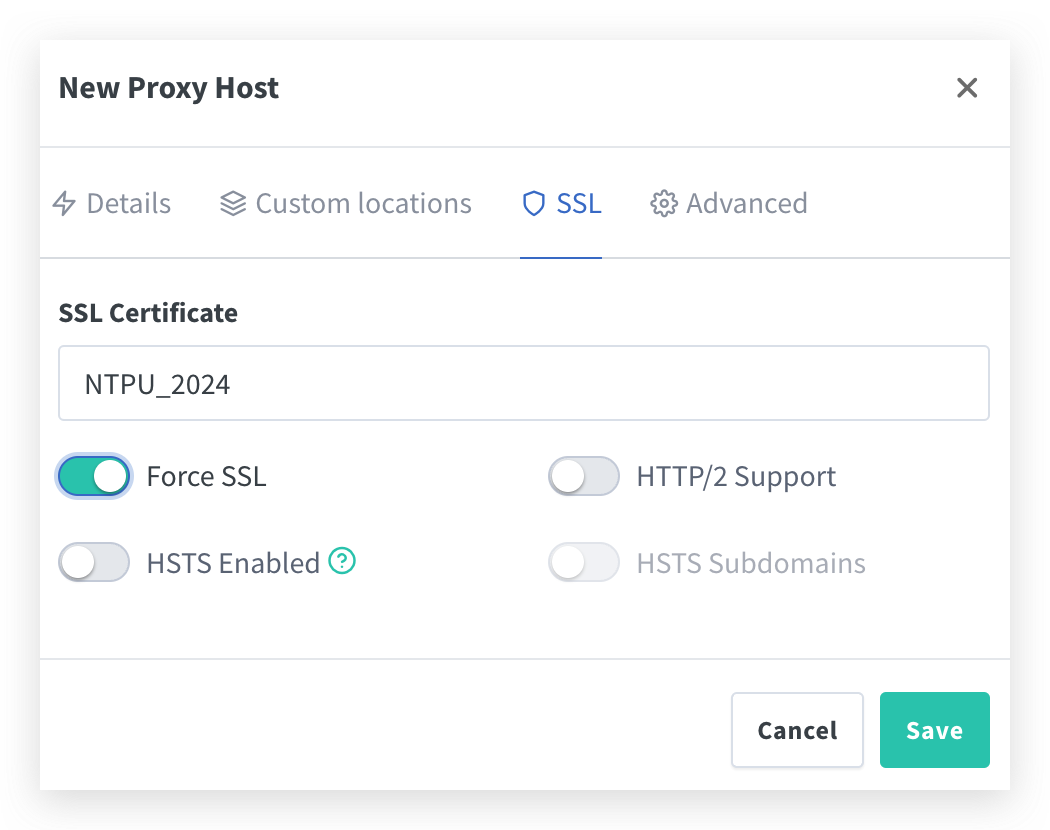 New Proxy Host
Details Custom locations SSL Advanced
SSL Certificate
NTPU_2024
Force SSL HTTP/2 Support
HSTS Enabled ? HSTS Subdomains
Cancel Save